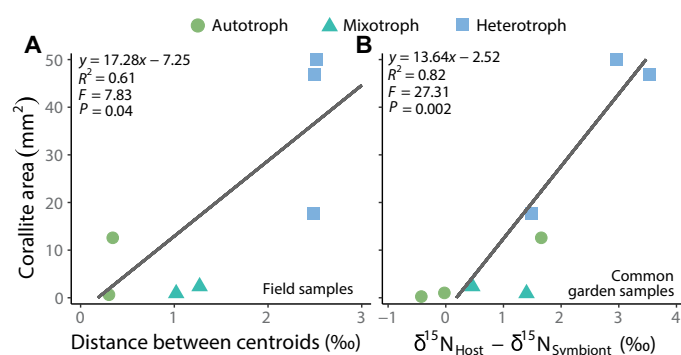 Autotroph Mixotroph Heterotroph
A
y = 17.28x − 7.25
R² = 0.61
F = 7.83
P = 0.04
Field samples
B
y = 13.64x − 2.52
R² = 0.82
F = 27.31
P = 0.002
Common
garden samples
Corallite area (mm²)
50
40
30
20
10
0
0 1 2 3
−1 0 1 2 3 4
Distance between centroids (‰)
δ¹⁵N_Host − δ¹⁵N_Symbiont (‰)